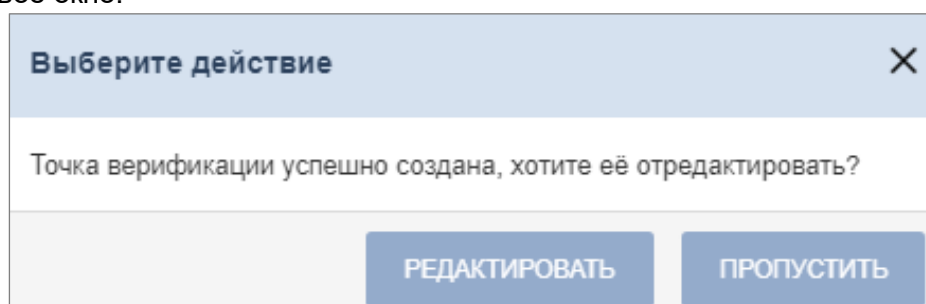 Выберите действие
Точка верификации успешно создана, хотите её отредактировать?
РЕДАКТИРОВАТЬ ПРОПУСТИТЬ